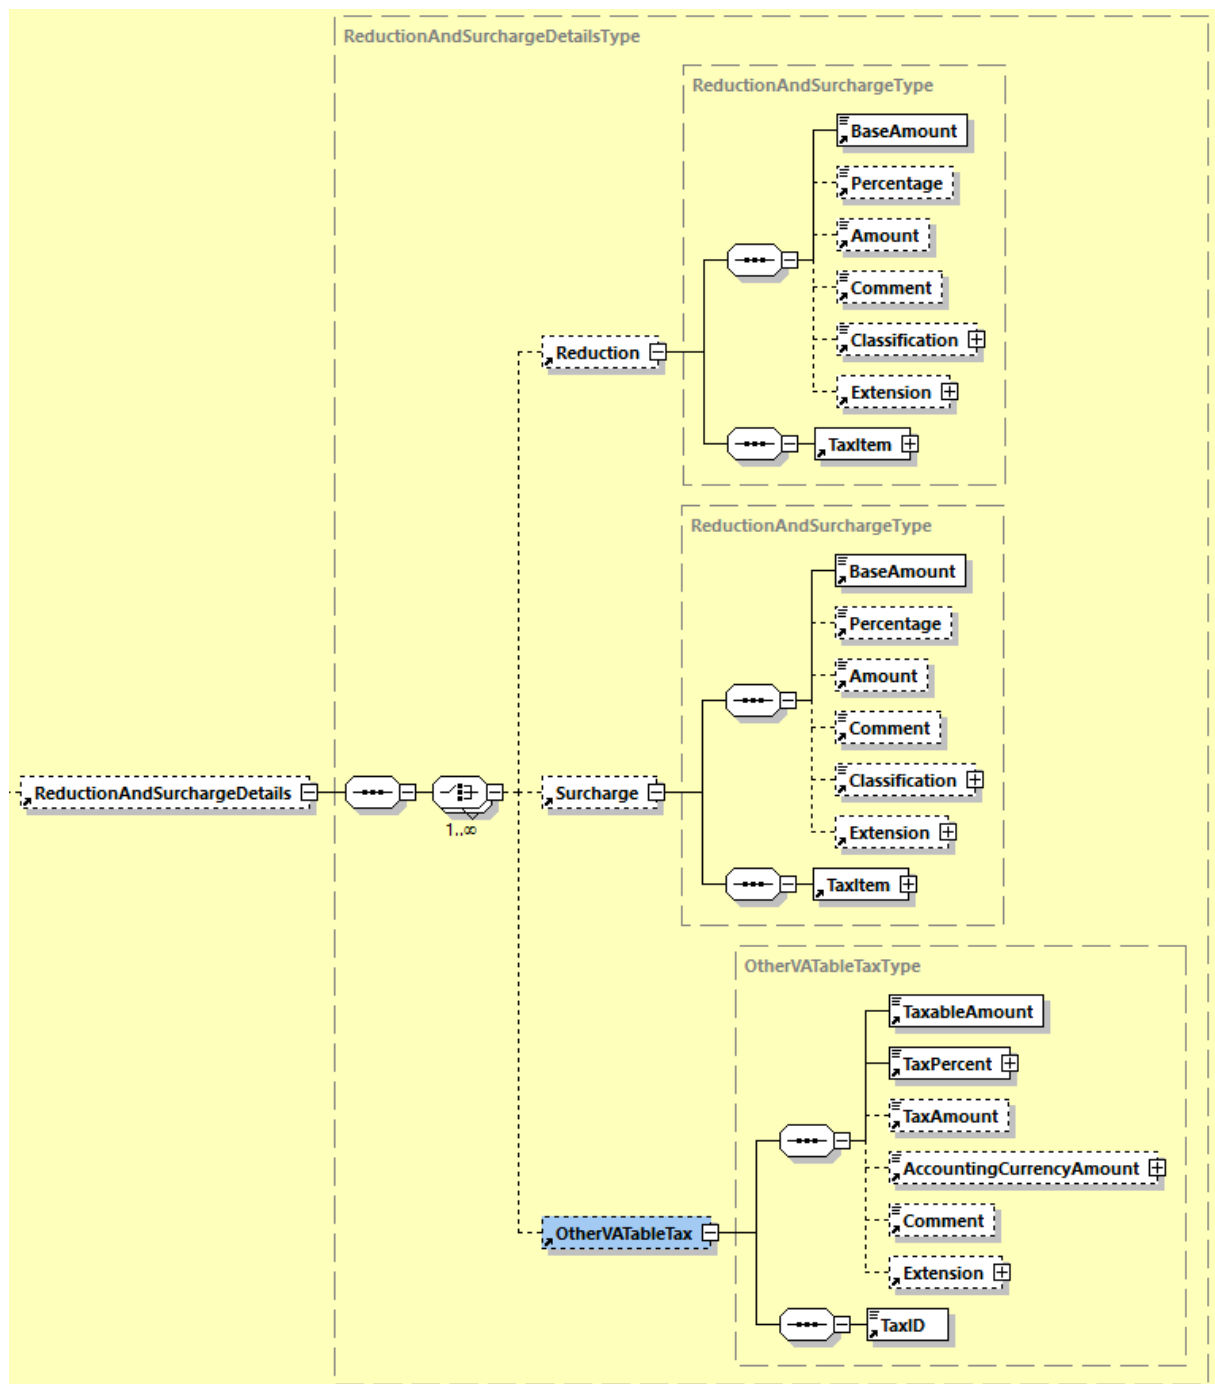 ReductionAndSurchargeDetailsType
ReductionAndSurchargeType
BaseAmount
Percentage
Amount
Comment
Classification
Extension
Reduction
TaxItem
ReductionAndSurchargeType
BaseAmount
Percentage
Amount
Comment
Classification
Extension
ReductionAndSurchargeDetails
1..∞
Surcharge
TaxItem
OtherVATableTaxType
TaxableAmount
TaxPercent
TaxAmount
AccountingCurrencyAmount
Comment
Extension
OtherVATableTax
TaxID